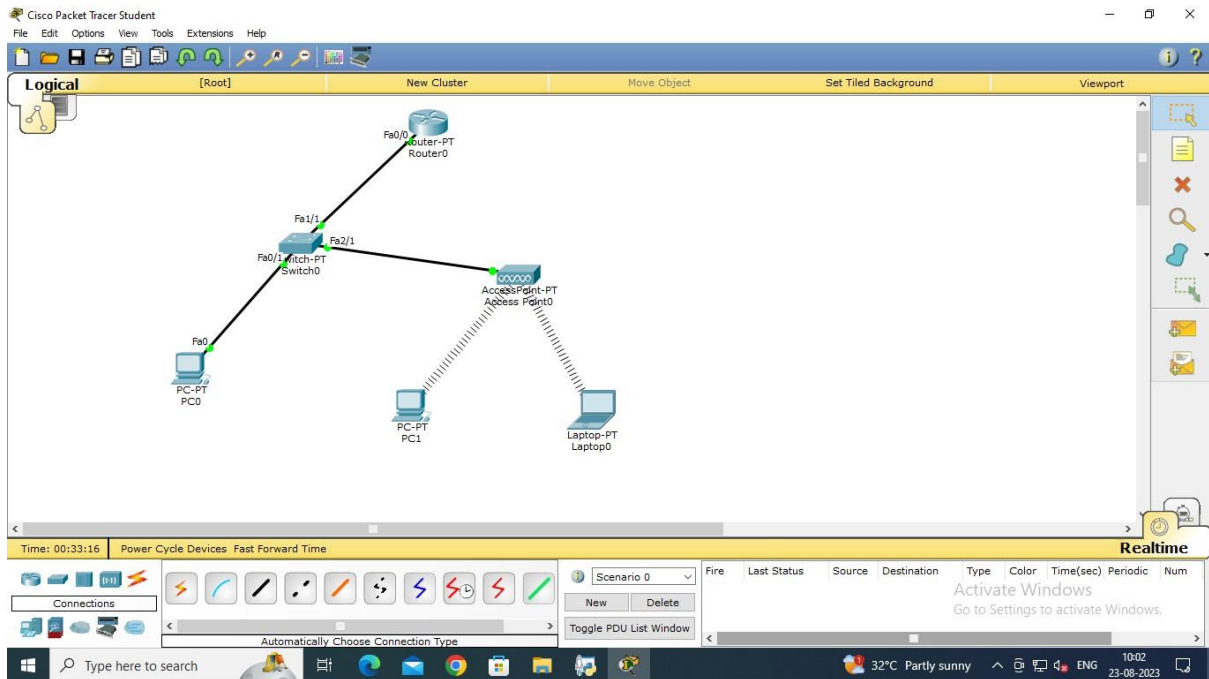 Cisco Packet Tracer Student
File Edit Options View Tools Extensions Help
Logical [Root] New Cluster Move Object Set Tiled Background Viewport
Fa0/0
Router-PT
Router0
Fa1/1
Fa2/1
Fa0/1
Switch-PT
Switch0
AccessPoint-PT
Access Point0
Fa0
PC-PT
PC0
PC-PT
PC1
Laptop-PT
Laptop0
Time: 00:33:16 Power Cycle Devices Fast Forward Time Realtime
Connections
Automatically Choose Connection Type
Scenario 0
New Delete
Toggle PDU List Window
Fire Last Status Source Destination Type Color Time(sec) Periodic Num
Activate Windows
Go to Settings to activate Windows.
Type here to search
32°C Partly sunny
ENG
10:02
23-08-2023